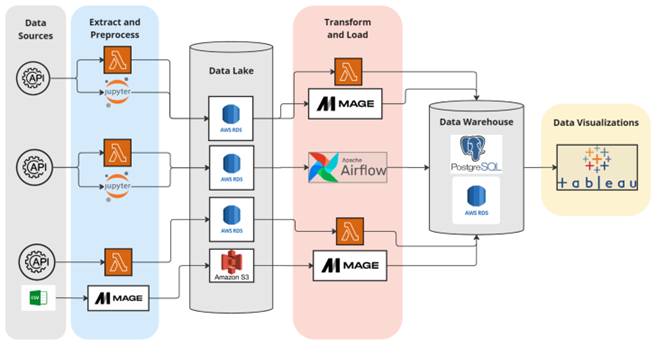 Data
Sources
Extract and
Preprocess
Data Lake
Transform
and Load
Data Warehouse
Data Visualizations
API
jupyter
AWS RDS
MAGE
API
jupyter
AWS RDS
Apache
Airflow
PostgreSQL
AWS RDS
+ a b l e a u
API
AWS RDS
CSV
MAGE
Amazon S3
MAGE